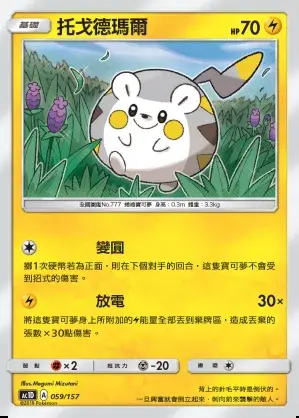 基礎 托戈德瑪爾 HP70
全國圖鑑No.777 捲捲寶可夢 身高：0.3m 體重：3.3kg
變圓
擲1次硬幣若為正面，則在下個對手的回合，這隻寶可夢不會受
到招式的傷害。
放電 30×
將這隻寶可夢身上所附加的能量全部丟到棄牌區，造成丟棄的
張數×30點傷害。
弱點 ×2 抵抗力 -20 撤退
Illus. Megumi Mizutani
AC1D A 059/157
©2019 Pokémon
背上的針毛平時是倒伏的。
一旦興奮就會倒立起來，刺向來襲擊的敵人。